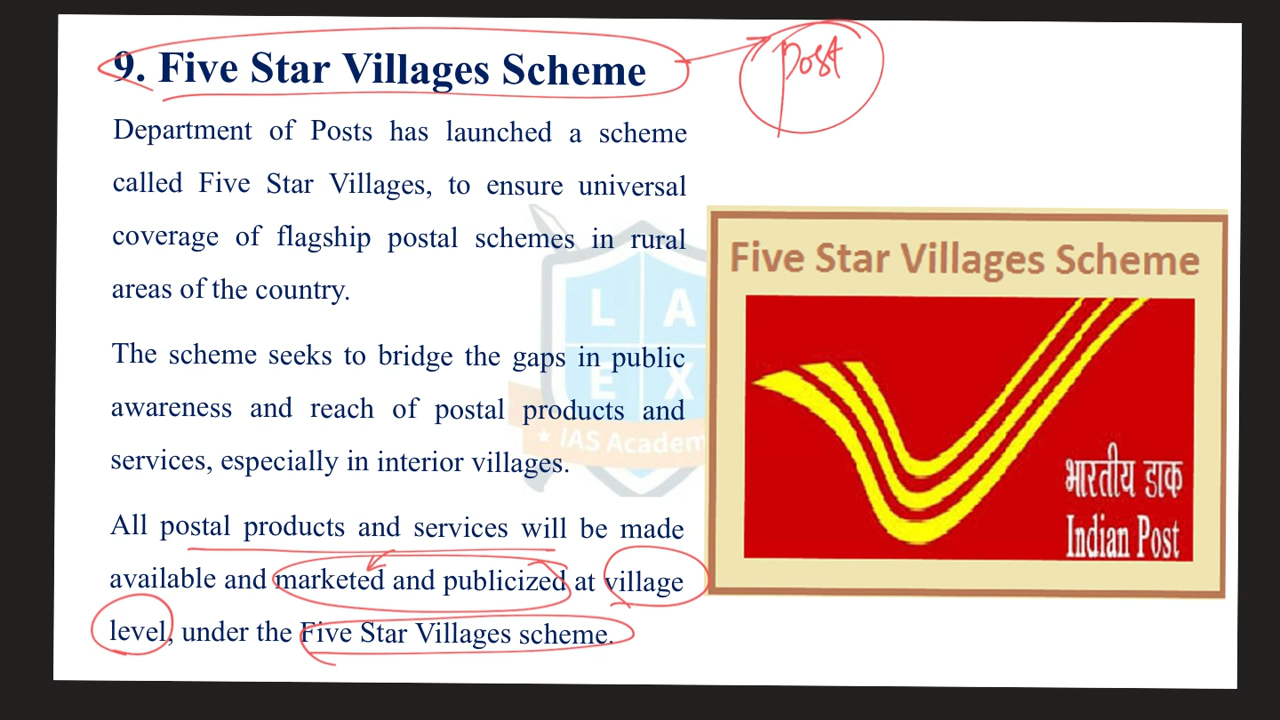 9. Five Star Villages Scheme
Post
Department of Posts has launched a scheme
called Five Star Villages, to ensure universal
coverage of flagship postal schemes in rural
areas of the country.
The scheme seeks to bridge the gaps in public
awareness and reach of postal products and
services, especially in interior villages.
All postal products and services will be made
available and marketed and publicized at village
level, under the Five Star Villages scheme.
Five Star Villages Scheme
भारतीय डाक
Indian Post
L A
E X
★ IAS Academ